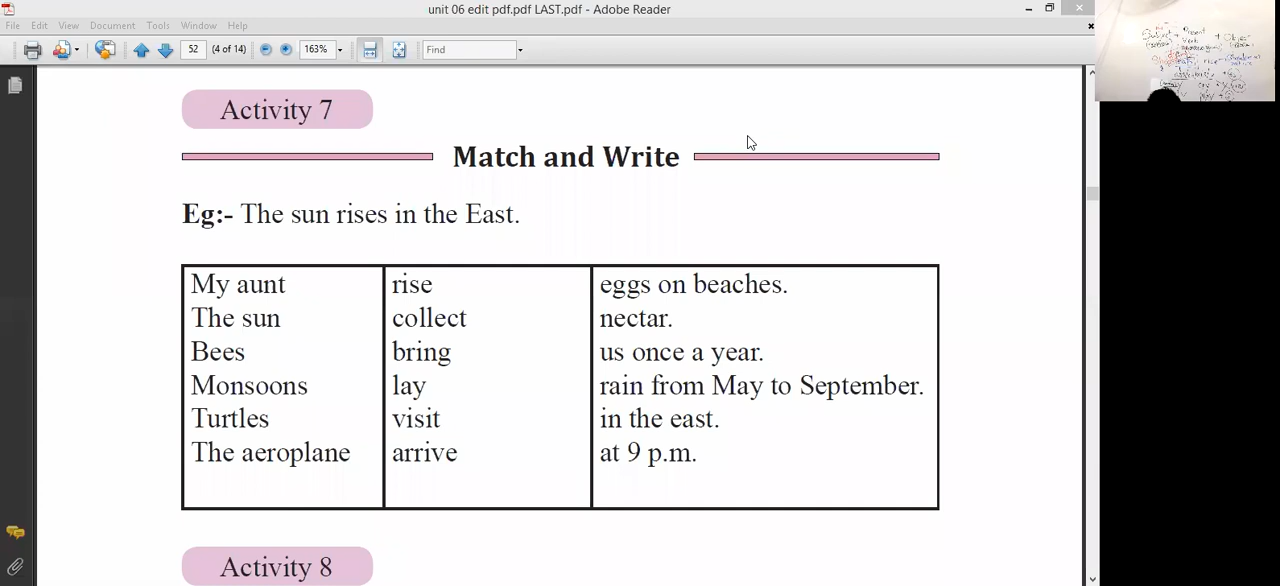 unit 06 edit pdf.pdf LAST.pdf - Adobe Reader
File Edit View Document Tools Window Help
52 (4 of 14) 163% Find
Activity 7
Match and Write
Eg:- The sun rises in the East.
My aunt rise eggs on beaches.
The sun collect nectar.
Bees bring us once a year.
Monsoons lay rain from May to September.
Turtles visit in the east.
The aeroplane arrive at 9 p.m.
Activity 8